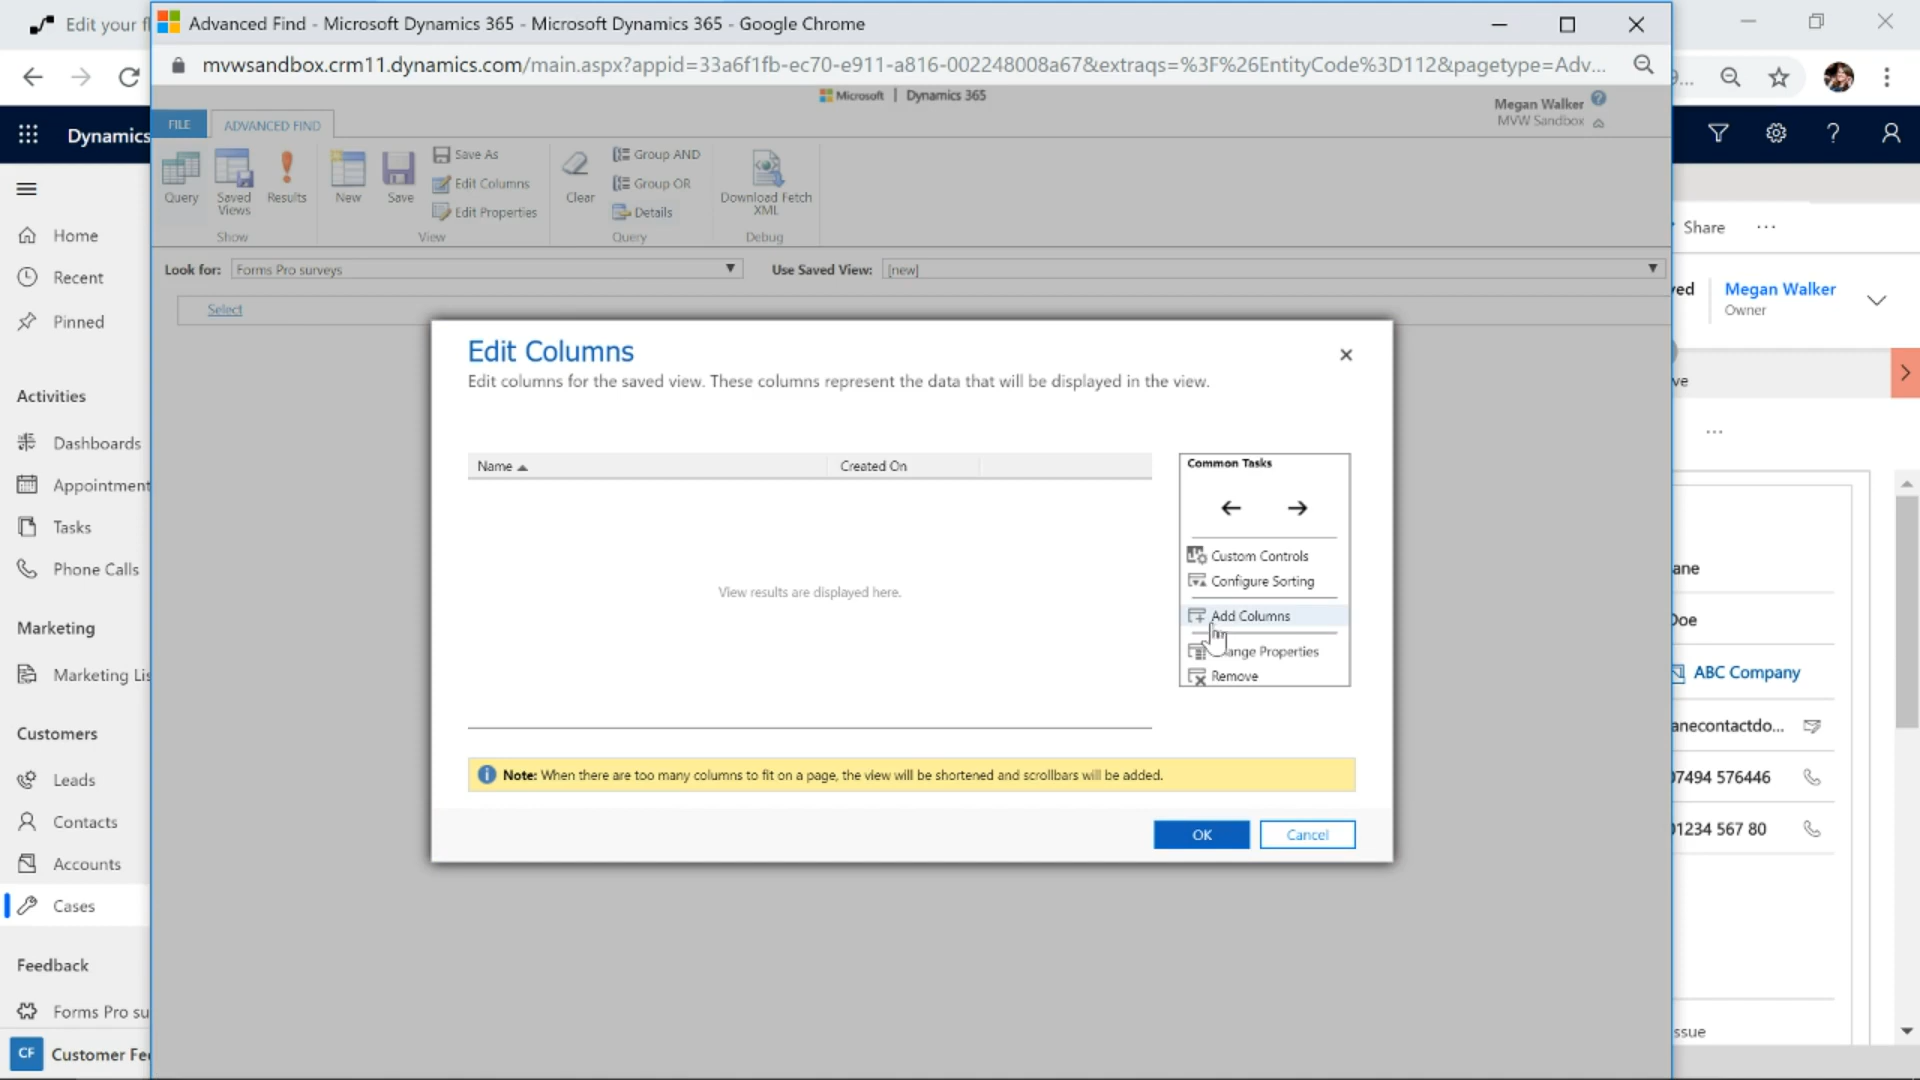 Edit your fl
Advanced Find - Microsoft Dynamics 365 - Microsoft Dynamics 365 - Google Chrome
mvwsandbox.crm11.dynamics.com/main.aspx?appid=33a6f1fb-ec70-e911-a816-002248008a67&extraqs=%3F%26EntityCode%3D112&pagetype=Adv...
Microsoft | Dynamics 365
Megan Walker
MVW Sandbox
Dynamics
FILE
ADVANCED FIND
Query
Saved Views
Results
Show
New
Save
Save As
Edit Columns
Edit Properties
View
Clear
Group AND
Group OR
Details
Query
Download Fetch XML
Debug
Look for: Forms Pro surveys
Use Saved View: [new]
Select
Home
Recent
Pinned
Activities
Dashboards
Appointment
Tasks
Phone Calls
Marketing
Marketing Lis
Customers
Leads
Contacts
Accounts
Cases
Feedback
Forms Pro su
CF Customer Fee
Edit Columns
Edit columns for the saved view. These columns represent the data that will be displayed in the view.
Name
Created On
View results are displayed here.
Common Tasks
Custom Controls
Configure Sorting
Add Columns
ange Properties
Remove
Note: When there are too many columns to fit on a page, the view will be shortened and scrollbars will be added.
OK
Cancel
Share
Megan Walker
Owner
ane
Doe
ABC Company
anecontactdo...
07494 576446
01234 567 80
ssue